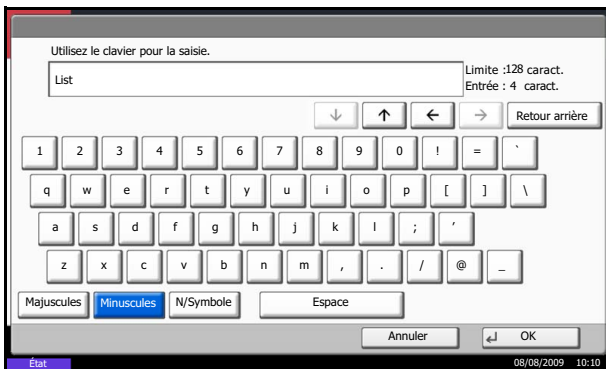 Utilisez le clavier pour la saisie.
List
Limite :128 caract.
Entrée : 4 caract.
↓ ↑ ← → Retour arrière
1 2 3 4 5 6 7 8 9 0 ! = `
q w e r t y u i o p [ ] \
a s d f g h j k l ; ’
z x c v b n m , . / @ _
Majuscules Minuscules N/Symbole Espace
Annuler OK
État 08/08/2009 10:10